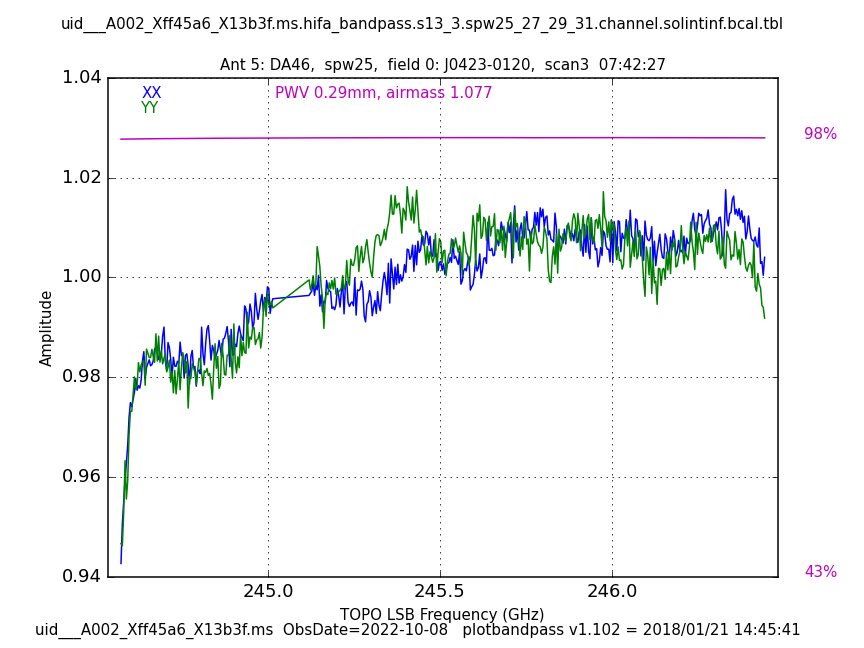 uid___A002_Xff45a6_X13b3f.ms.hifa_bandpass.s13_3.spw25_27_29_31.channel.solintinf.bcal.tbl
Ant 5: DA46,  spw25,  field 0: J0423-0120,  scan3  07:42:27
1.04
XX
PWV 0.29mm, airmass 1.077
YY
98%
1.02
1.00
Amplitude
0.98
0.96
43%
0.94
245.0 245.5 246.0
TOPO LSB Frequency (GHz)
uid___A002_Xff45a6_X13b3f.ms  ObsDate=2022-10-08   plotbandpass v1.102 = 2018/01/21 14:45:41